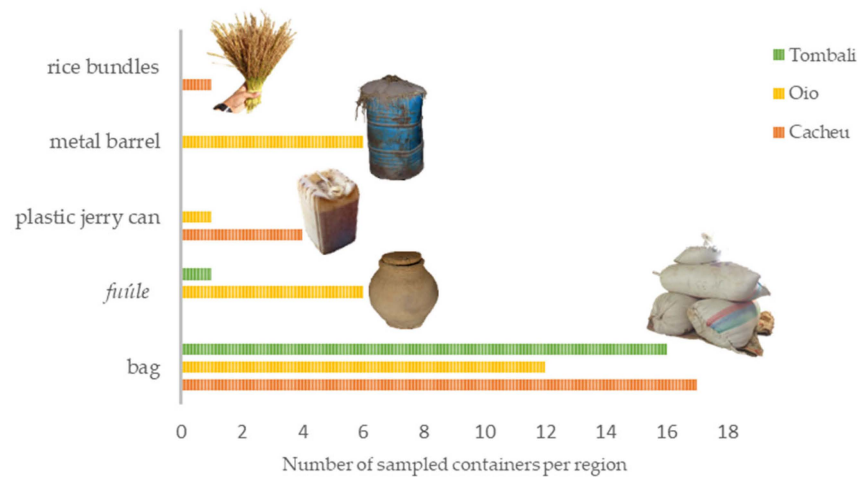 rice bundles
metal barrel
plastic jerry can
fuúle
bag
0 2 4 6 8 10 12 14 16 18
Number of sampled containers per region
Tombali
Oio
Cacheu